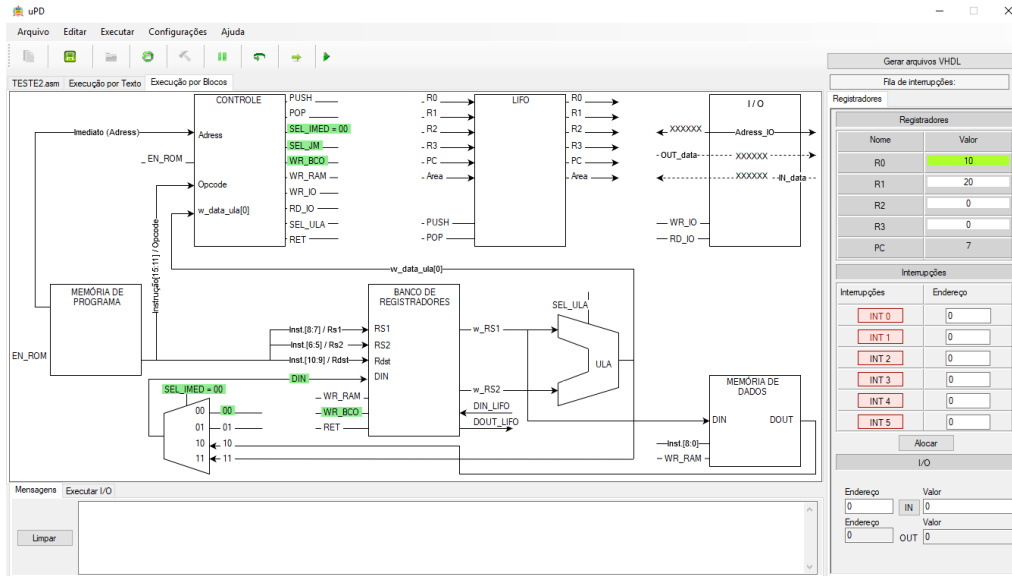 uPD
Arquivo Editar Executar Configurações Ajuda
Gerar arquivos VHDL
TESTE2.asm Execução por Texto Execução por Blocos
Fila de interrupções:
Registradores
Registradores
Nome Valor
R0 10
R1 20
R2 0
R3 0
PC 7
Interrupções
Interrupções Endereço
INT 0 0
INT 1 0
INT 2 0
INT 3 0
INT 4 0
INT 5 0
Alocar
I/O
Endereço Valor
0 IN 0
Endereço Valor
0 OUT 0
CONTROLE
Adress
Opcode
w_data_ula[0]
Imediato (Adress)
EN_ROM
PUSH
POP
SEL_IMED = 00
SEL_JM
WR_BCO
WR_RAM
WR_IO
RD_IO
SEL_ULA
RET
LIFO
R0 R0
R1 R1
R2 R2
R3 R3
PC PC
Area Area
PUSH
POP
I / O
XXXXXX Adress_IO
OUT_data XXXXXX
XXXXXX IN_data
WR_IO
RD_IO
Instrução[15:11] / Opcode
w_data_ula[0]
MEMÓRIA DE
PROGRAMA
EN_ROM
BANCO DE
REGISTRADORES
Inst.[8:7] / Rs1 RS1
Inst.[6:5] / Rs2 RS2
Inst.[10:9] / Rdst Rdst
DIN DIN
WR_RAM
WR_BCO
RET
w_RS1
w_RS2
DIN_LIFO
DOUT_LIFO
SEL_ULA
ULA
SEL_IMED = 00
00 00
01 01
10 10
11 11
MEMÓRIA DE
DADOS
DIN DOUT
Inst.[8:0]
WR_RAM
Mensagens Executar I/O
Limpar